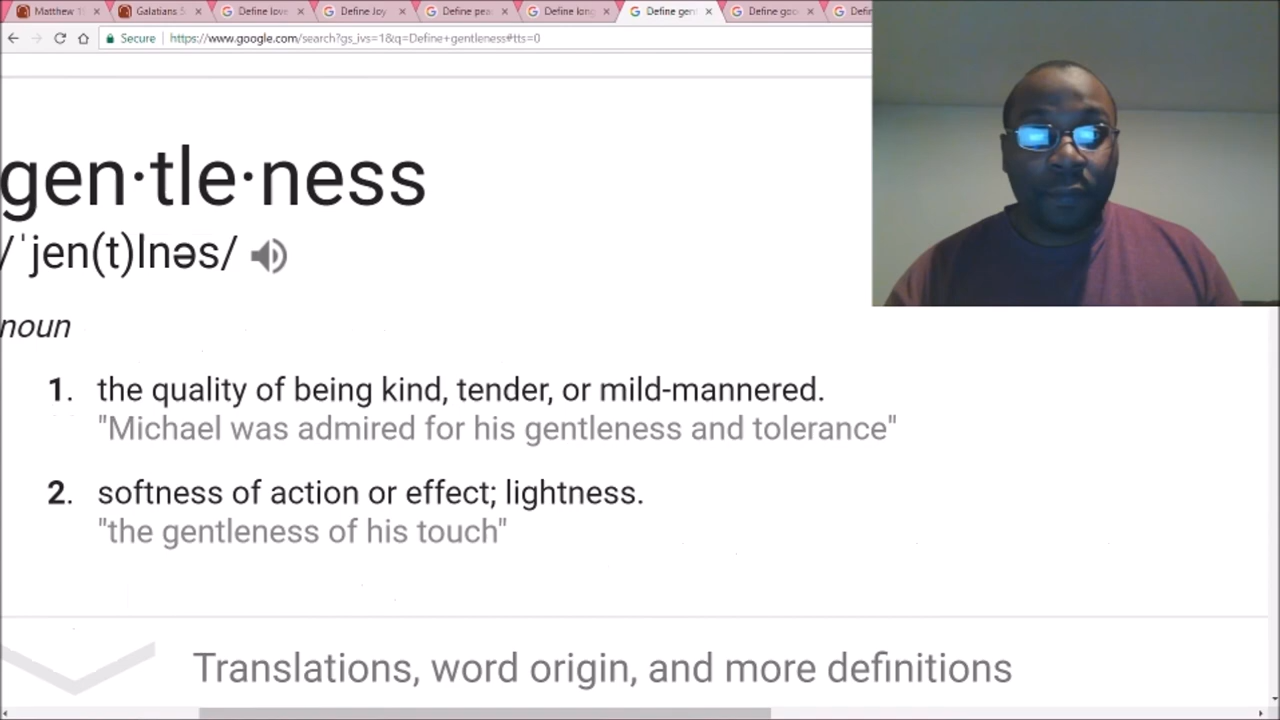 Matthew 1
Galatians 5
Define love
Define Joy
Define pea
Define long
Define gen
Define goo
Defin
Secure
https://www.google.com/search?gs_ivs=1&q=Define+gentleness#tts=0
gen·tle·ness
/ˈjen(t)lnəs/
noun
1. the quality of being kind, tender, or mild-mannered.
"Michael was admired for his gentleness and tolerance"
2. softness of action or effect; lightness.
"the gentleness of his touch"
Translations, word origin, and more definitions